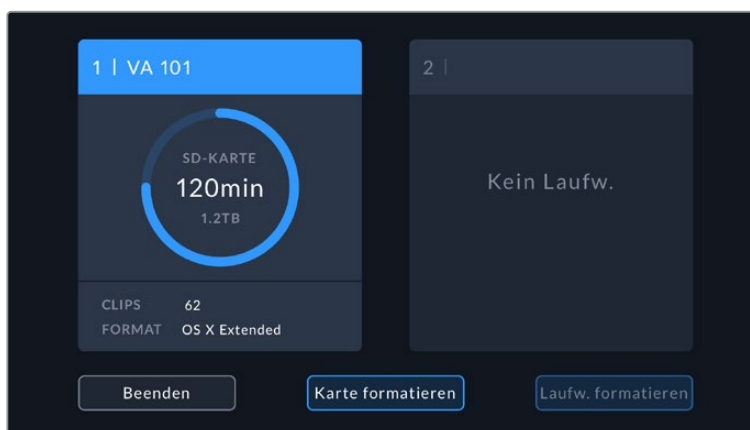 1 | VA 101
SD-KARTE
120min
1.2TB
CLIPS 62
FORMAT OS X Extended
2 |
Kein Laufw.
Beenden
Karte formatieren
Laufw. formatieren